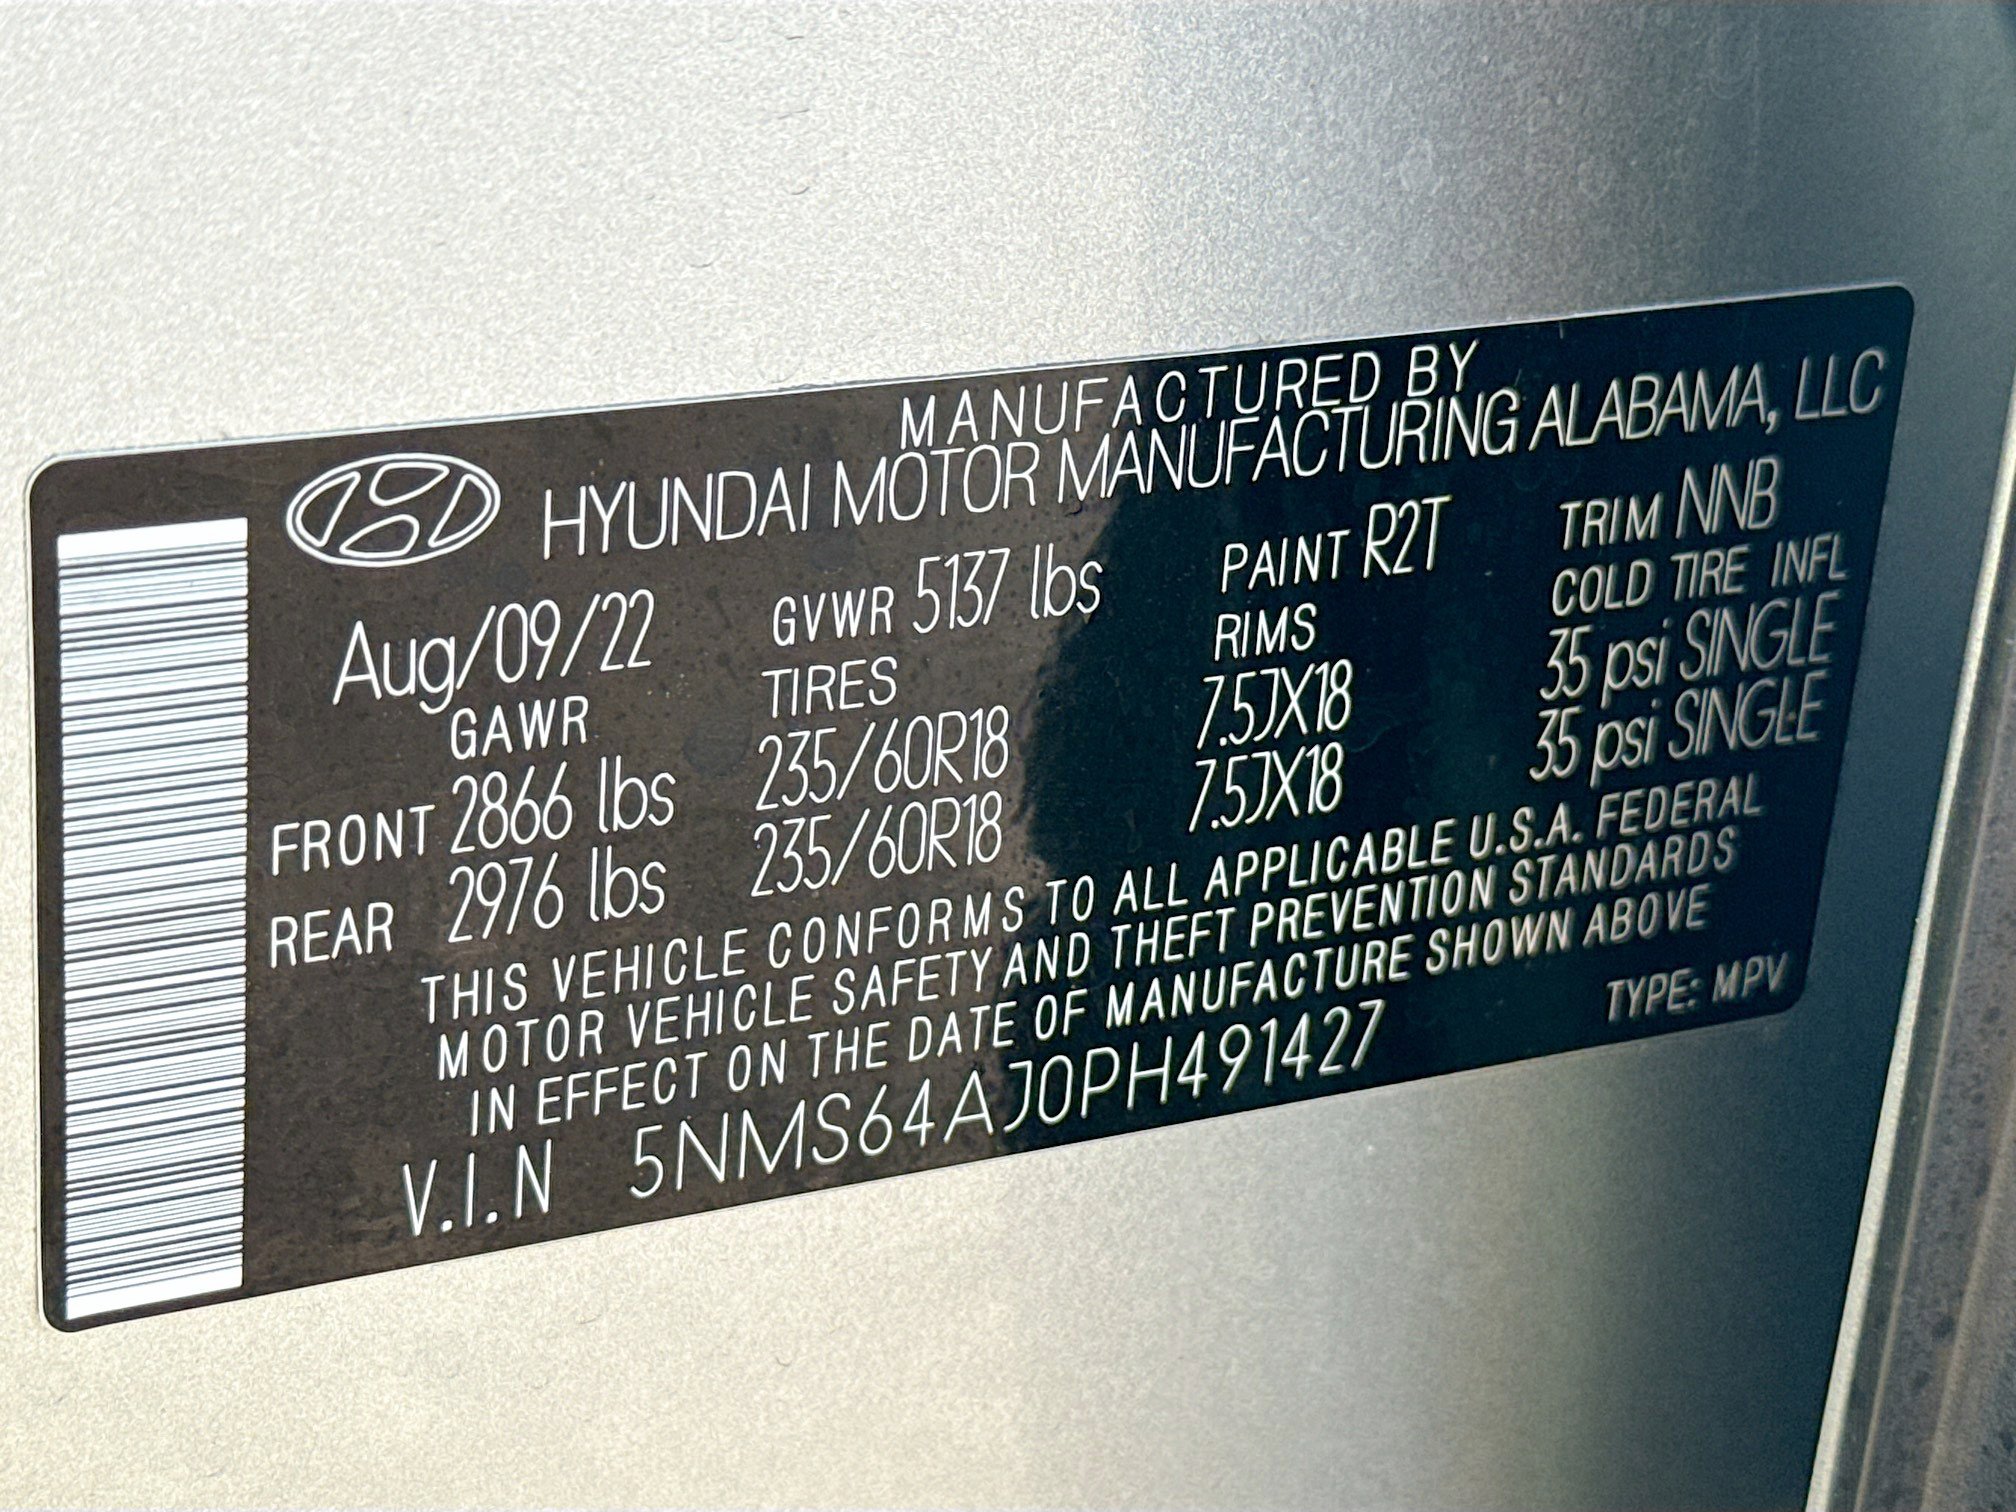 MANUFACTURED BY
HYUNDAI MOTOR MANUFACTURING ALABAMA, LLC
Aug/09/22 GVWR 5137 lbs PAINT R2T TRIM NNB
GAWR TIRES RIMS COLD TIRE INFL
FRONT 2866 lbs 235/60R18 7.5JX18 35 psi SINGLE
REAR 2976 lbs 235/60R18 7.5JX18 35 psi SINGLE
THIS VEHICLE CONFORMS TO ALL APPLICABLE U.S.A. FEDERAL
MOTOR VEHICLE SAFETY AND THEFT PREVENTION STANDARDS
IN EFFECT ON THE DATE OF MANUFACTURE SHOWN ABOVE
V.I.N 5NMS64AJ0PH491427 TYPE: MPV